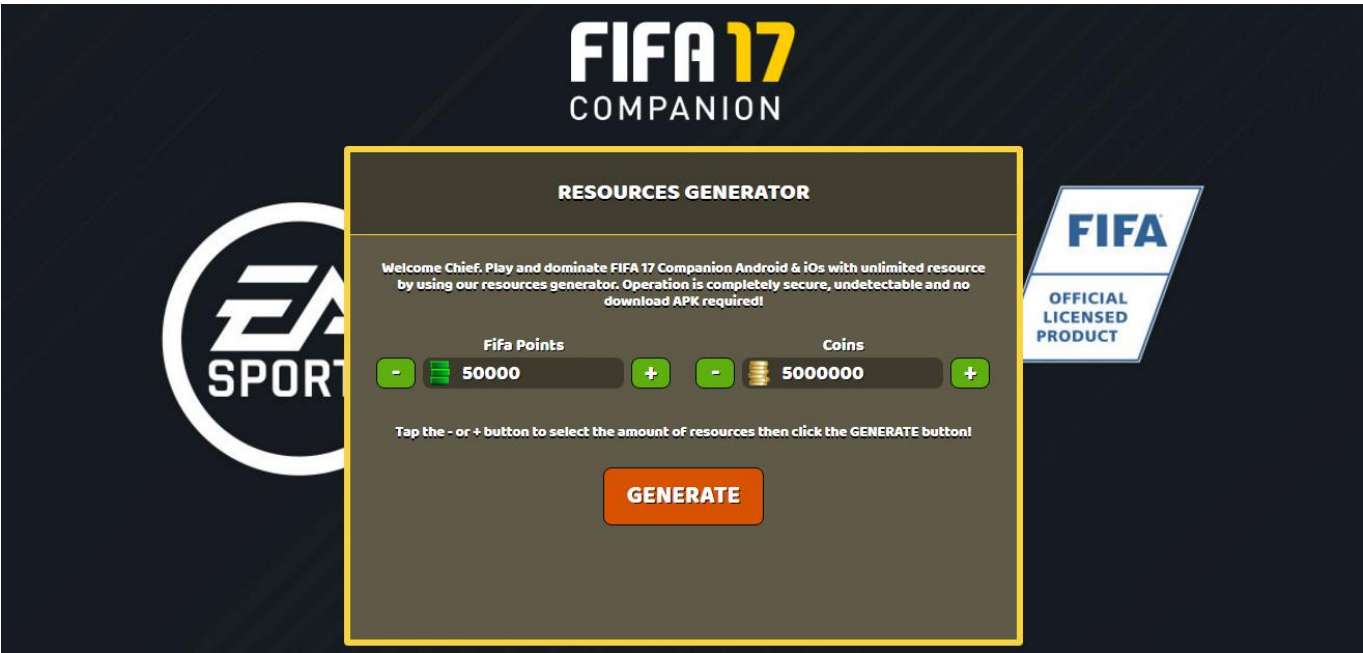 FIFA 17
COMPANION
RESOURCES GENERATOR
FIFA
Welcome Chief. Play and dominate FIFA 17 Companion Android & iOs with unlimited resource
by using our resources generator. Operation is completely secure, undetectable and no
download APK required!
EA
SPORT
OFFICIAL
LICENSED
PRODUCT
Fifa Points
Coins
- 50000 + - 5000000 +
Tap the - or + button to select the amount of resources then click the GENERATE button!
GENERATE